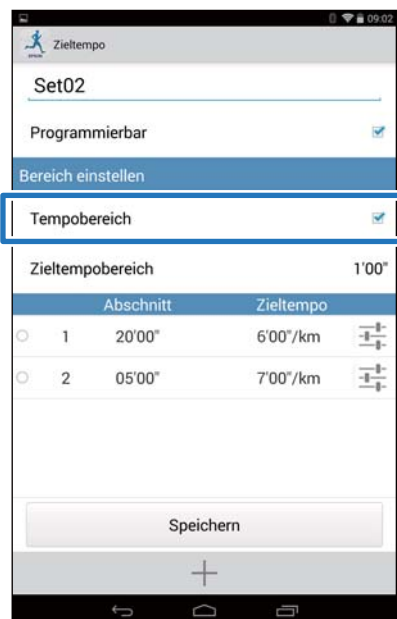 09:02
Zieltempo
Set02
Programmierbar
Bereich einstellen
Tempobereich
Zieltempobereich 1'00"
Abschnitt Zieltempo
1 20'00" 6'00"/km
2 05'00" 7'00"/km
Speichern